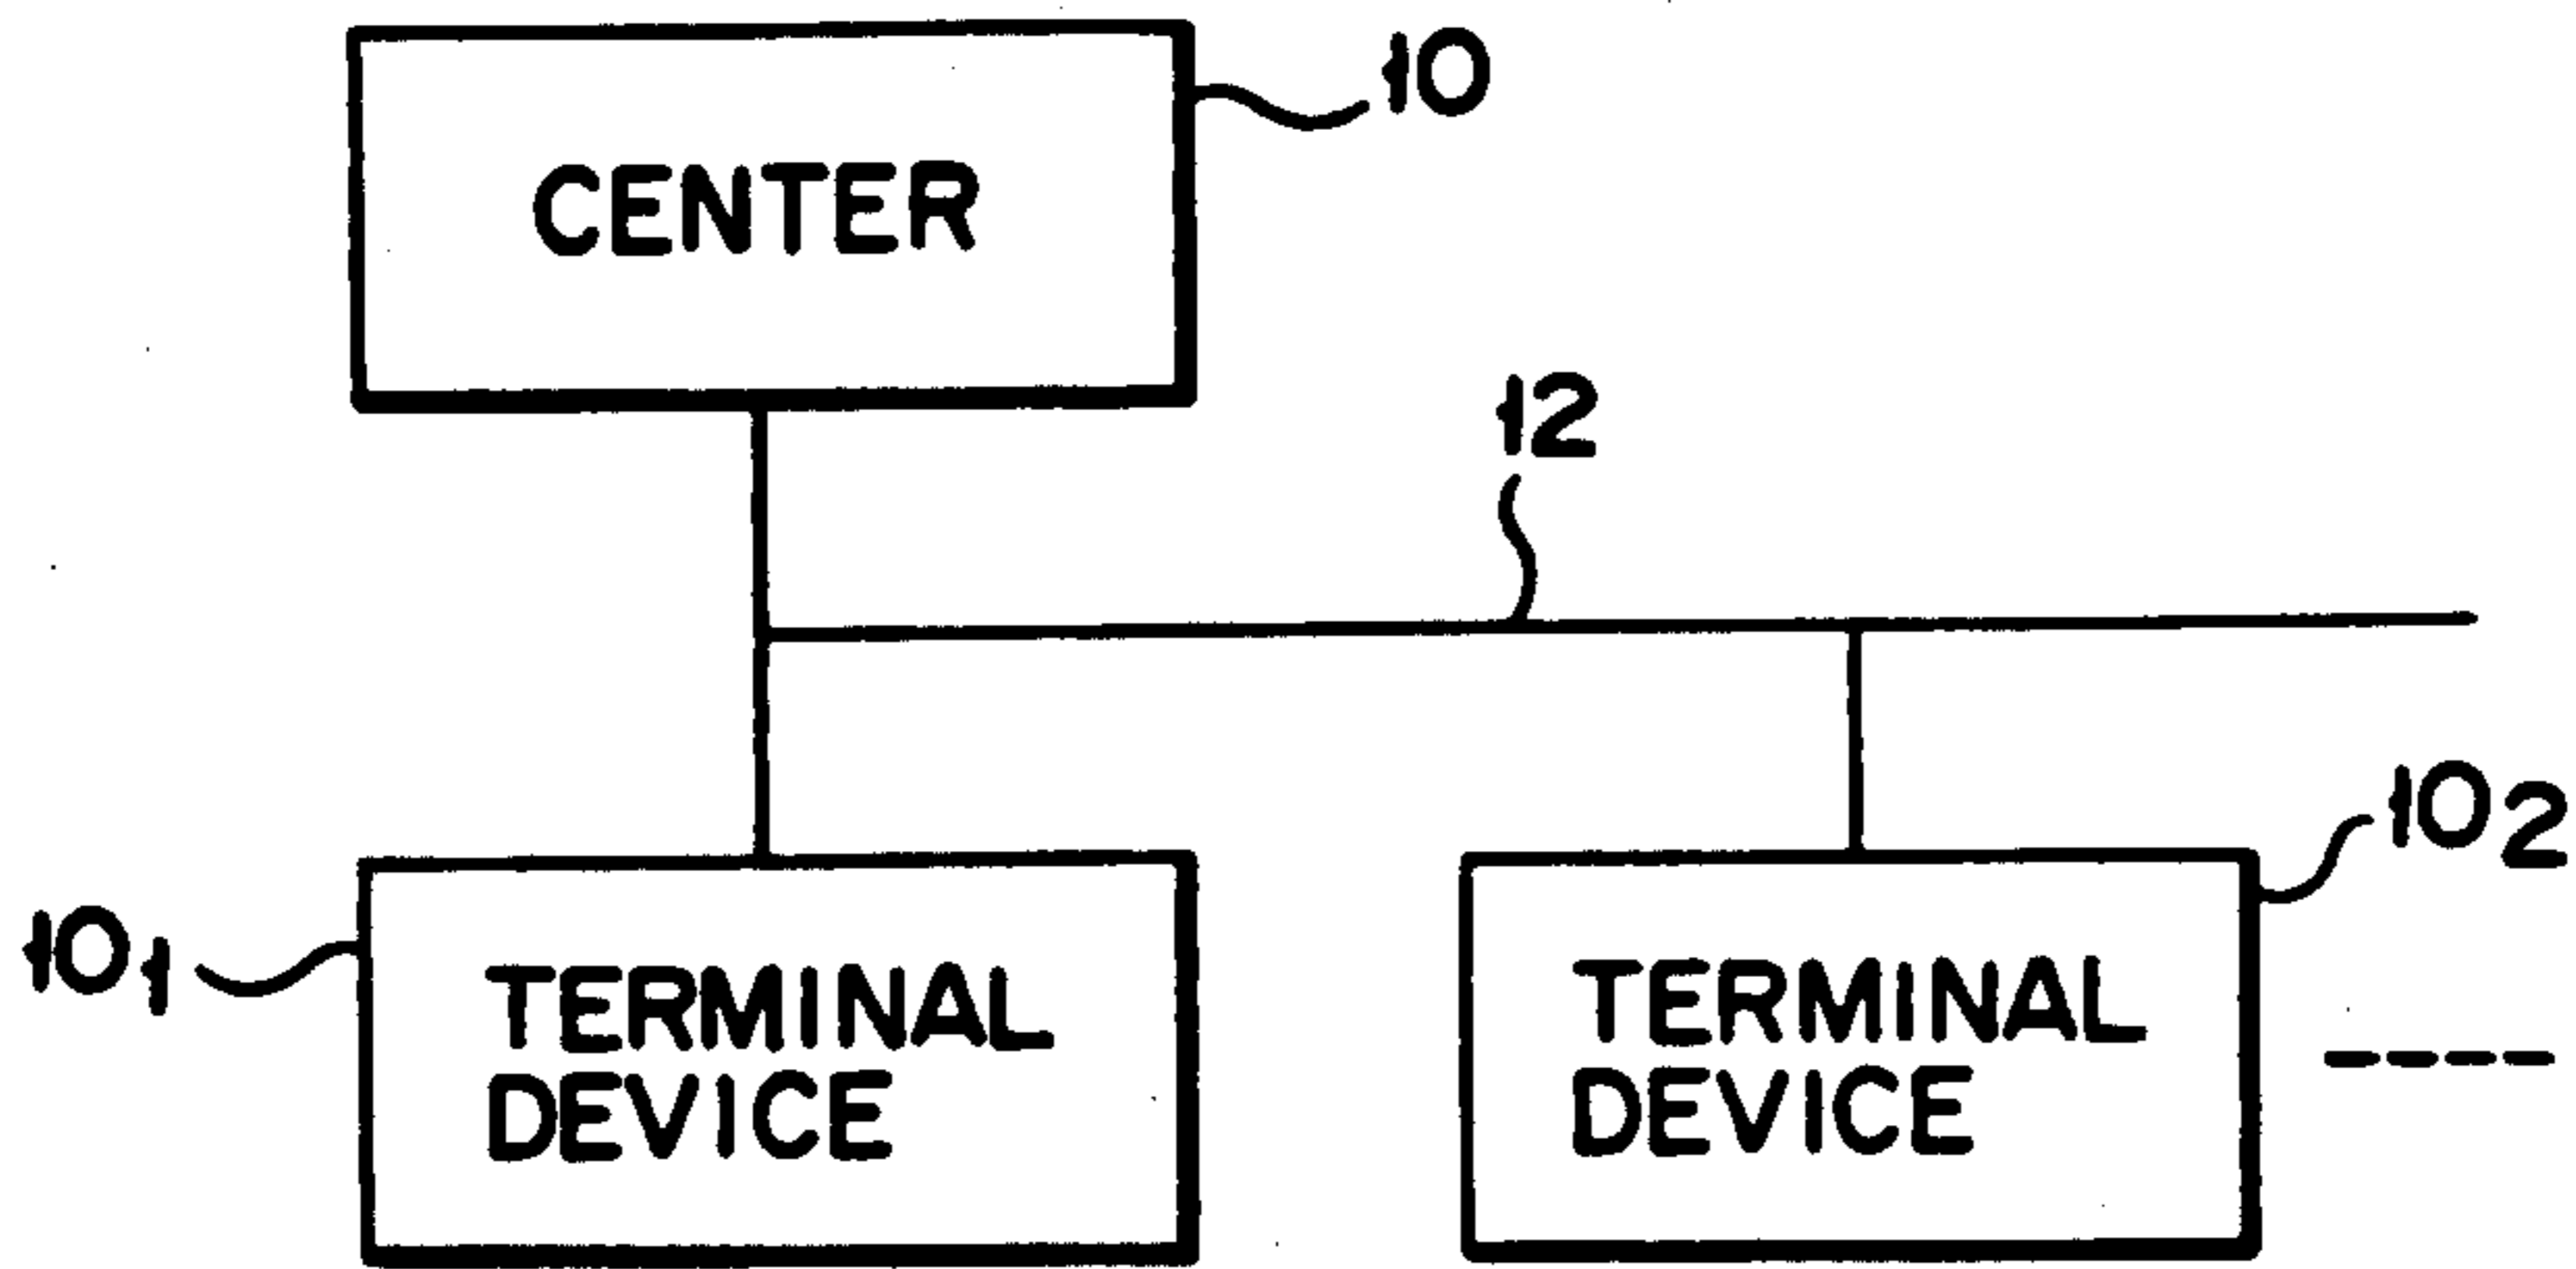 10
CENTER
12
10₂
10₁
TERMINAL
DEVICE
TERMINAL
DEVICE